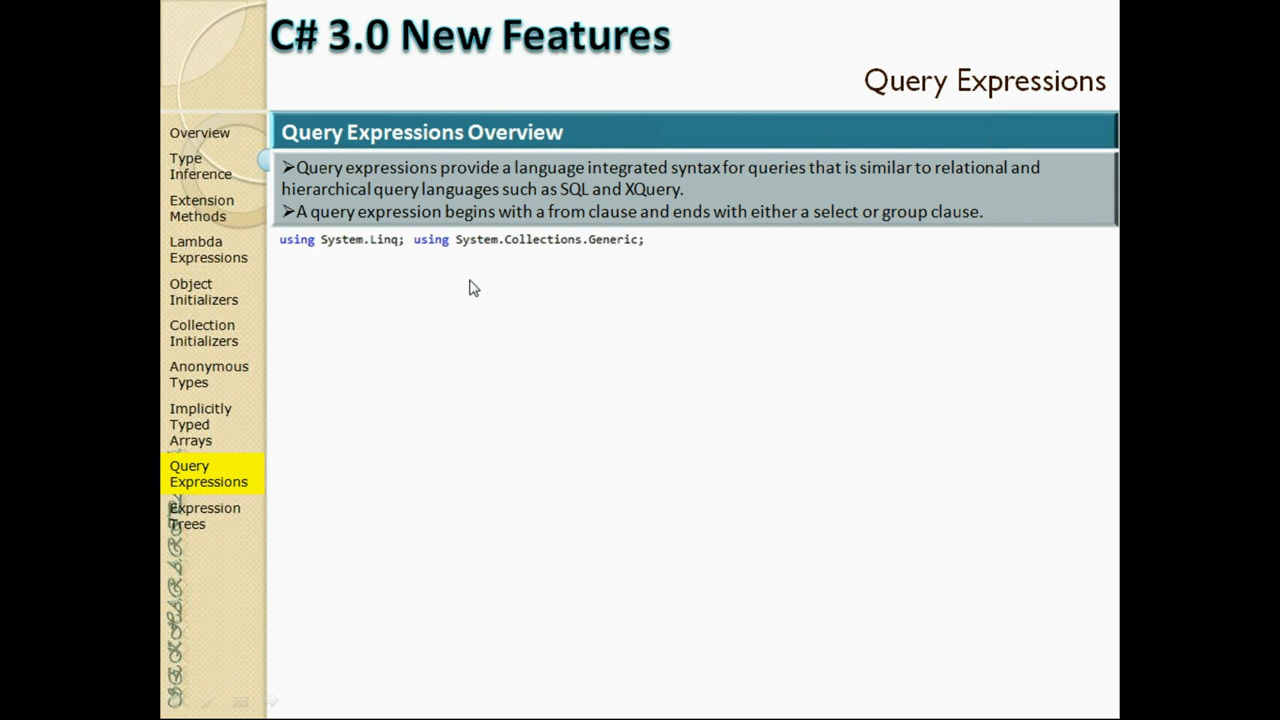 C# 3.0 New Features
Query Expressions
Query Expressions Overview
➢Query expressions provide a language integrated syntax for queries that is similar to relational and
hierarchical query languages such as SQL and XQuery.
➢A query expression begins with a from clause and ends with either a select or group clause.
using System.Linq; using System.Collections.Generic;
Overview
Type
Inference
Extension
Methods
Lambda
Expressions
Object
Initializers
Collection
Initializers
Anonymous
Types
Implicitly
Typed
Arrays
Query
Expressions
Expression
Trees